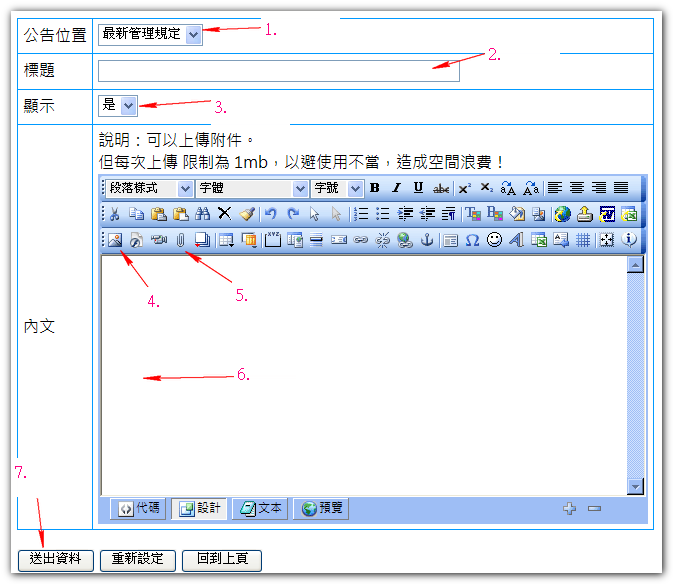 公告位置 最新管理規定 1.
標題 2.
顯示 是 3.
說明：可以上傳附件。
但每次上傳 限制為 1mb，以避使用不當，造成空間浪費！
段落樣式 字體 字號 B I U abc x² x₂
4. 5.
內文
6.
7.
代碼 設計 文本 預覽
送出資料 重新設定 回到上頁